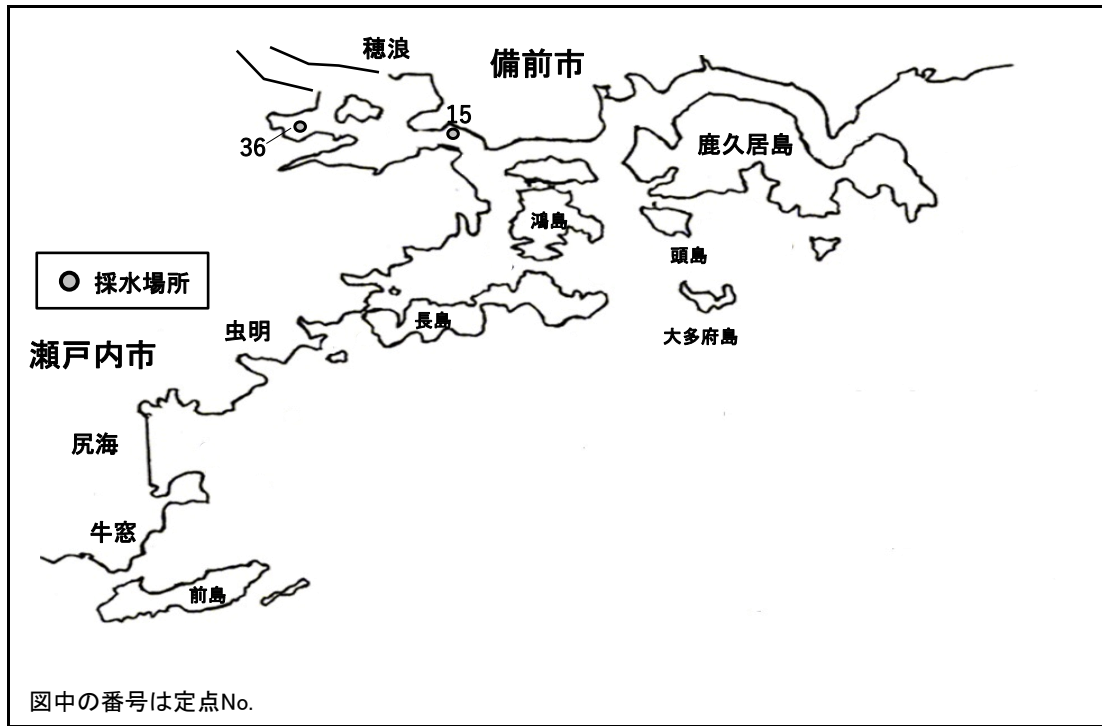 穂浪
備前市
15
36
鹿久居島
鴻島
頭島
採水場所
長島
虫明
大多府島
瀬戸内市
尻海
牛窓
前島
図中の番号は定点No.